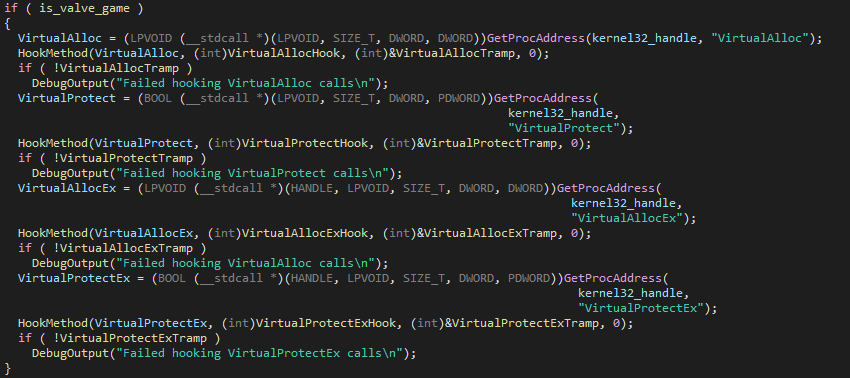 if ( is_valve_game )
{
  VirtualAlloc = (LPVOID (__stdcall *)(LPVOID, SIZE_T, DWORD, DWORD))GetProcAddress(kernel32_handle, "VirtualAlloc");
  HookMethod(VirtualAlloc, (int)VirtualAllocHook, (int)&VirtualAllocTramp, 0);
  if ( !VirtualAllocTramp )
    DebugOutput("Failed hooking VirtualAlloc calls\n");
  VirtualProtect = (BOOL (__stdcall *)(LPVOID, SIZE_T, DWORD, PDWORD))GetProcAddress(
                                                                        kernel32_handle,
                                                                        "VirtualProtect");
  HookMethod(VirtualProtect, (int)VirtualProtectHook, (int)&VirtualProtectTramp, 0);
  if ( !VirtualProtectTramp )
    DebugOutput("Failed hooking VirtualProtect calls\n");
  VirtualAllocEx = (LPVOID (__stdcall *)(HANDLE, LPVOID, SIZE_T, DWORD, DWORD))GetProcAddress(
                                                                                 kernel32_handle,
                                                                                 "VirtualAllocEx");
  HookMethod(VirtualAllocEx, (int)VirtualAllocExHook, (int)&VirtualAllocExTramp, 0);
  if ( !VirtualAllocExTramp )
    DebugOutput("Failed hooking VirtualAlloc calls\n");
  VirtualProtectEx = (BOOL (__stdcall *)(HANDLE, LPVOID, SIZE_T, DWORD, PDWORD))GetProcAddress(
                                                                                  kernel32_handle,
                                                                                  "VirtualProtectEx");
  HookMethod(VirtualProtectEx, (int)VirtualProtectExHook, (int)&VirtualProtectExTramp, 0);
  if ( !VirtualProtectExTramp )
    DebugOutput("Failed hooking VirtualProtectEx calls\n");
}